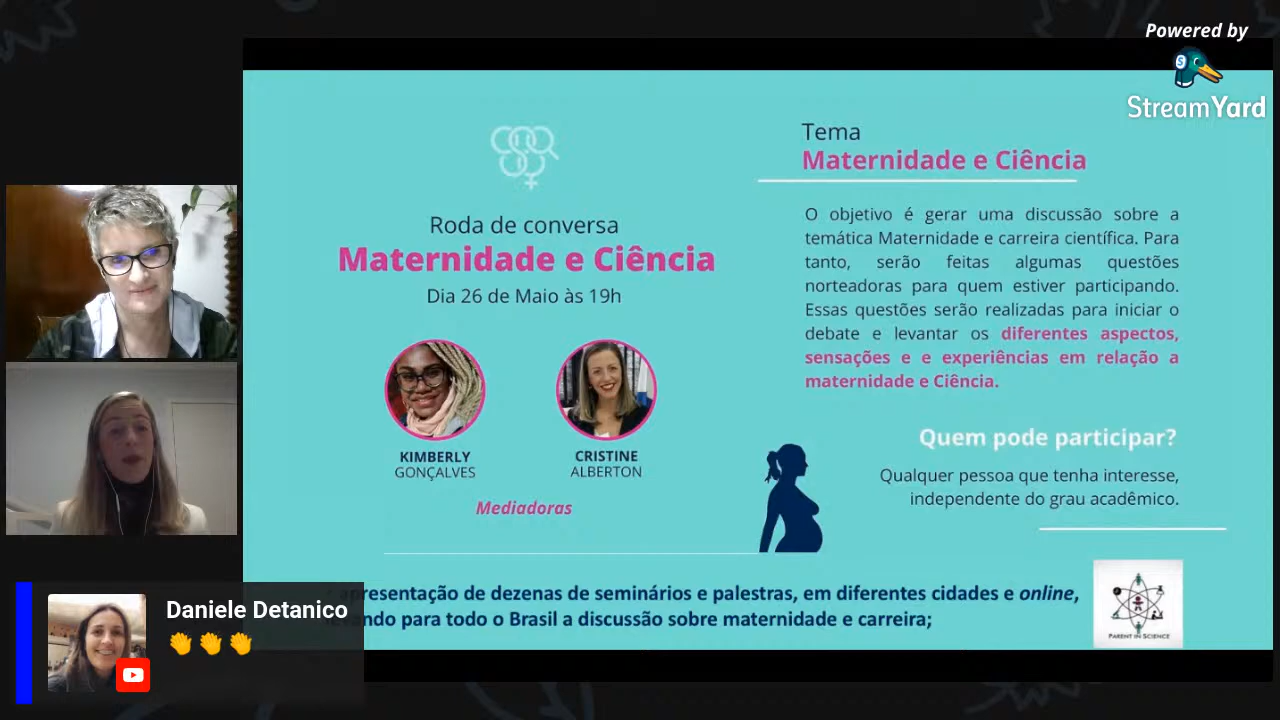 Powered by
StreamYard
Roda de conversa
Maternidade e Ciência
Dia 26 de Maio às 19h
KIMBERLY
GONÇALVES
CRISTINE
ALBERTON
Mediadoras
Tema
Maternidade e Ciência
O objetivo é gerar uma discussão sobre a
temática Maternidade e carreira científica. Para
tanto, serão feitas algumas questões
norteadoras para quem estiver participando.
Essas questões serão realizadas para iniciar o
debate e levantar os diferentes aspectos,
sensações e e experiências em relação a
maternidade e Ciência.
Quem pode participar?
Qualquer pessoa que tenha interesse,
independente do grau acadêmico.
de dezenas de seminários e palestras, em diferentes cidades e online,
para todo o Brasil a discussão sobre maternidade e carreira;
PARENT IN SCIENCE
Daniele Detanico
👏👏👏